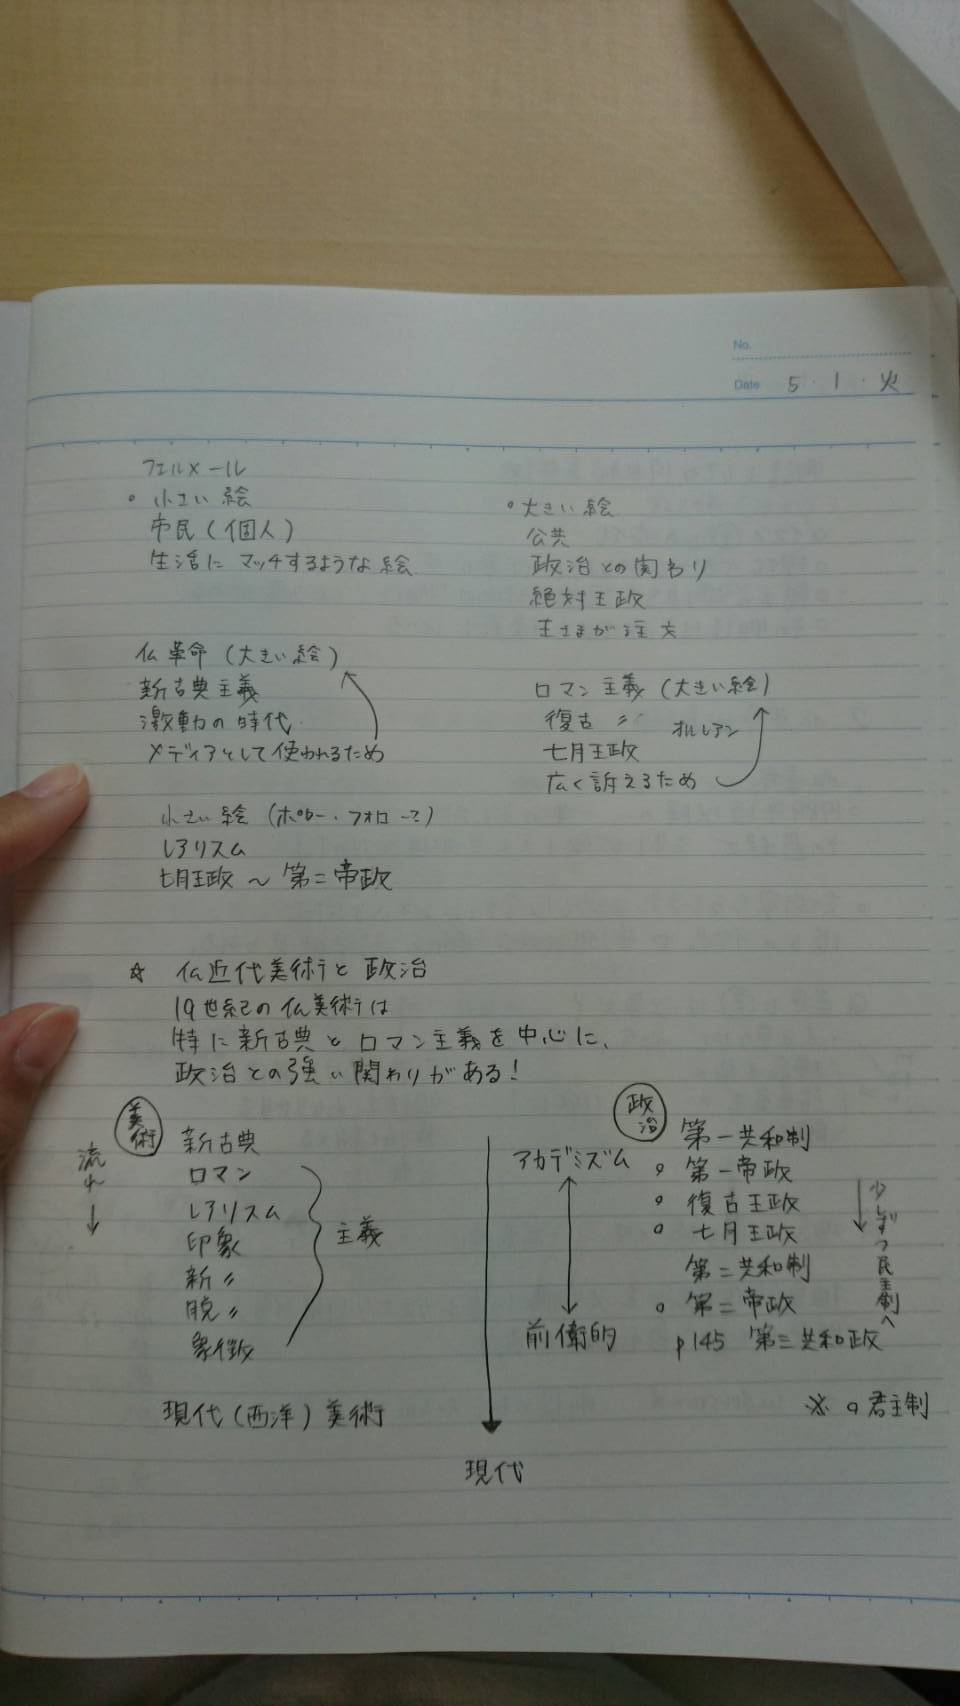 No.
Date 5・1・火
フェルメール
◦小さい絵
市民(個人)
生活にマッチするような絵
◦大きい絵
公共
政治との関わり
絶対王政
王さまが注文
仏革命(大きい絵)
新古典主義
激動の時代
メディアとして使われるため
ロマン主義(大きい絵)
復古〃 オルレアン
七月王政
広く訴えるため
小さい絵
レアリスム
七月王政〜第二帝政
☆ 仏近代美術と政治
19世紀の仏美術は
特に新古典とロマン主義を中心に、
政治との強い関わりがある!
美術
流れ
新古典
ロマン
レアリスム
印象
新〃
脱〃
象徴
主義
現代(西洋)美術
アカデミズム
前衛的
現代
政治
第一共和制
◦第一帝政
◦復古王政
◦七月王政
第二共和制
◦第二帝政
p145 第三共和政
少しずつ民主制へ
※ ◦君主制